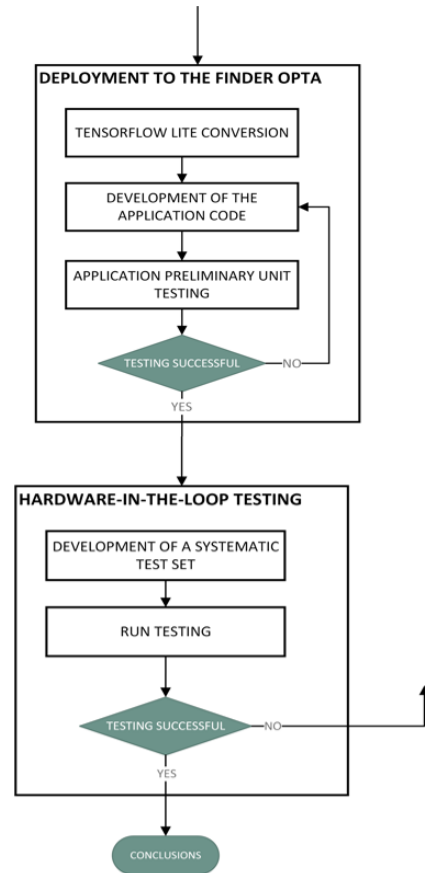 DEPLOYMENT TO THE FINDER OPTA
TENSORFLOW LITE CONVERSION
DEVELOPMENT OF THE
APPLICATION CODE
APPLICATION PRELIMINARY UNIT
TESTING
TESTING SUCCESSFUL
NO
YES
HARDWARE-IN-THE-LOOP TESTING
DEVELOPMENT OF A SYSTEMATIC
TEST SET
RUN TESTING
TESTING SUCCESSFUL
NO
YES
CONCLUSIONS